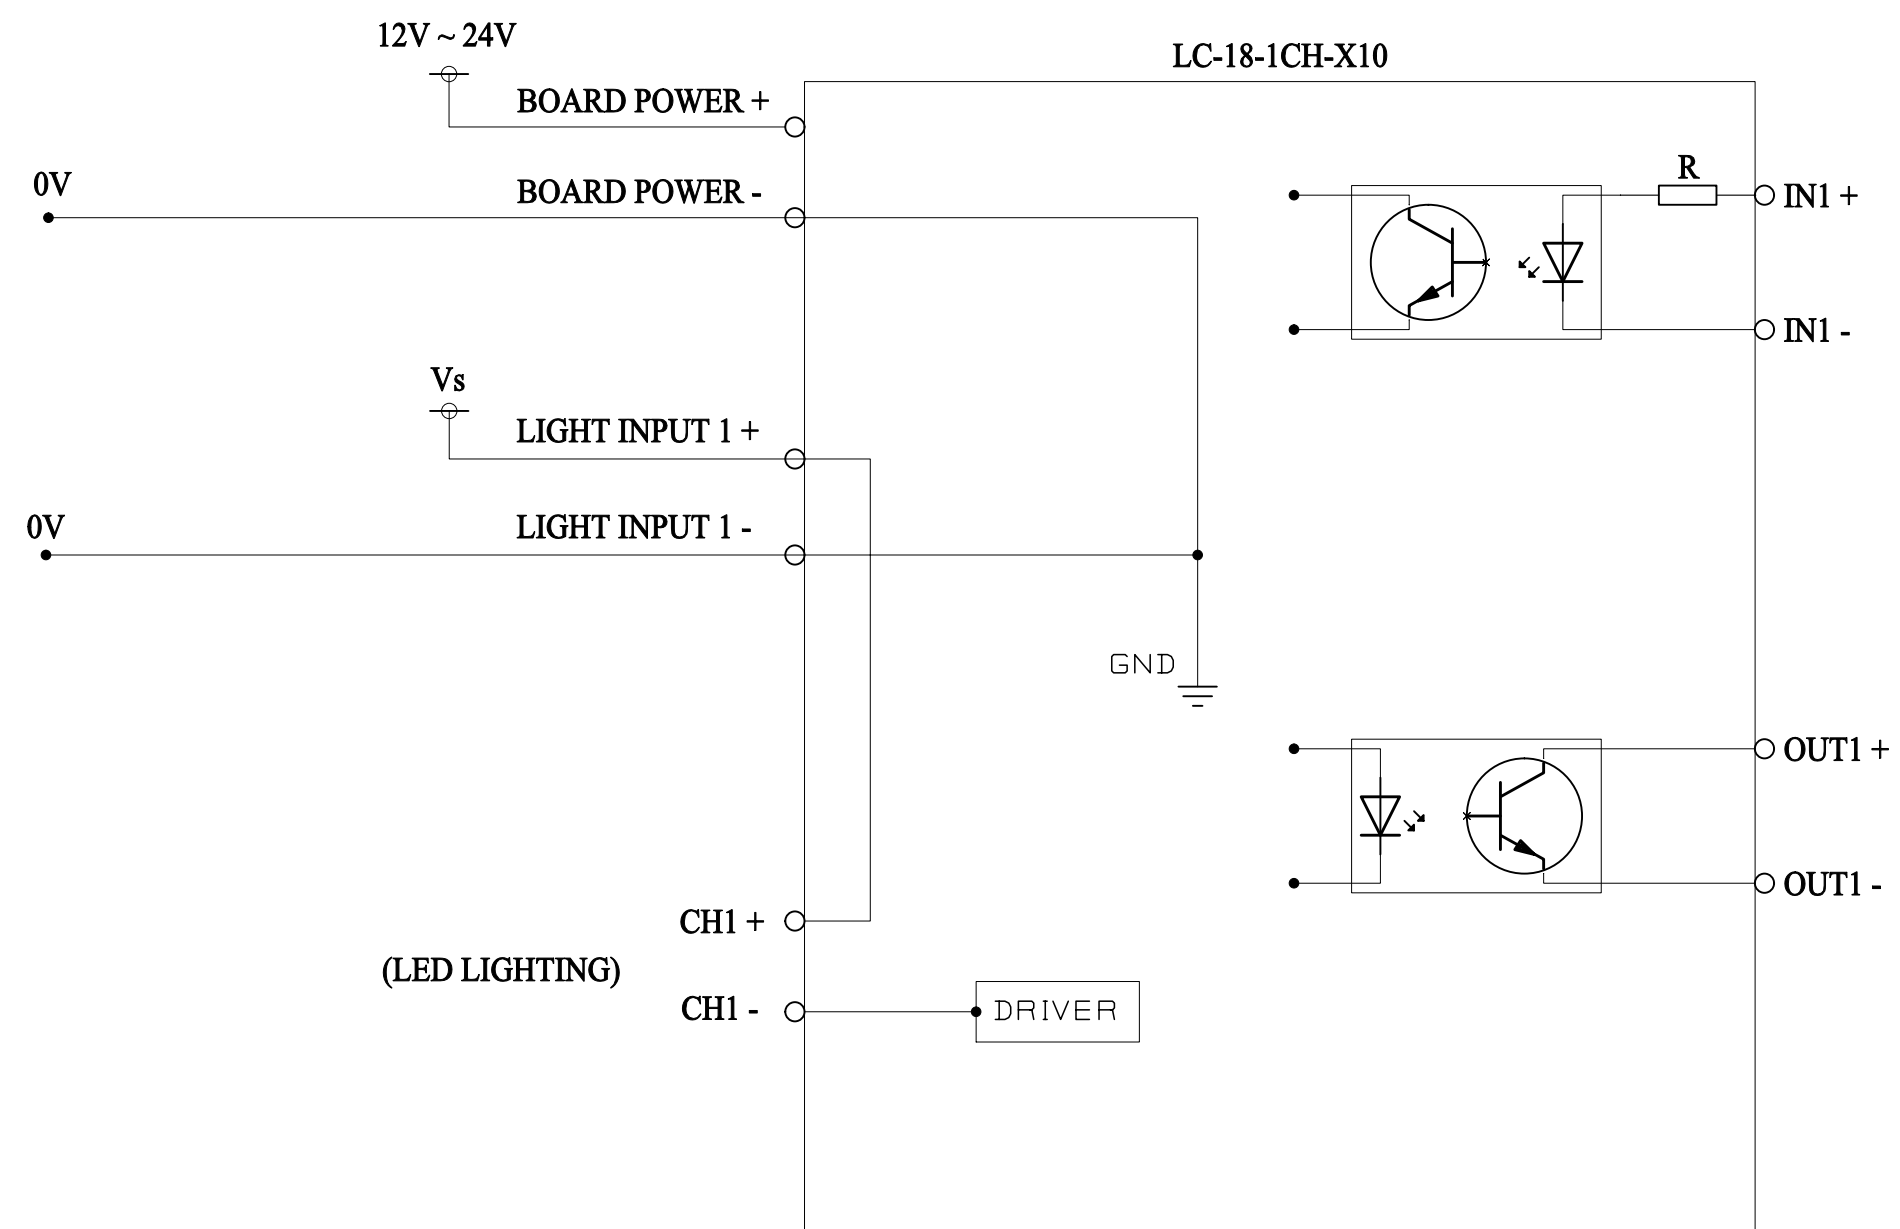 12V ~ 24V
LC-18-1CH-X10
BOARD POWER +
0V
BOARD POWER -
R
IN1 +
IN1 -
Vs
LIGHT INPUT 1 +
0V
LIGHT INPUT 1 -
GND
OUT1 +
OUT1 -
CH1 +
(LED LIGHTING)
CH1 -
DRIVER